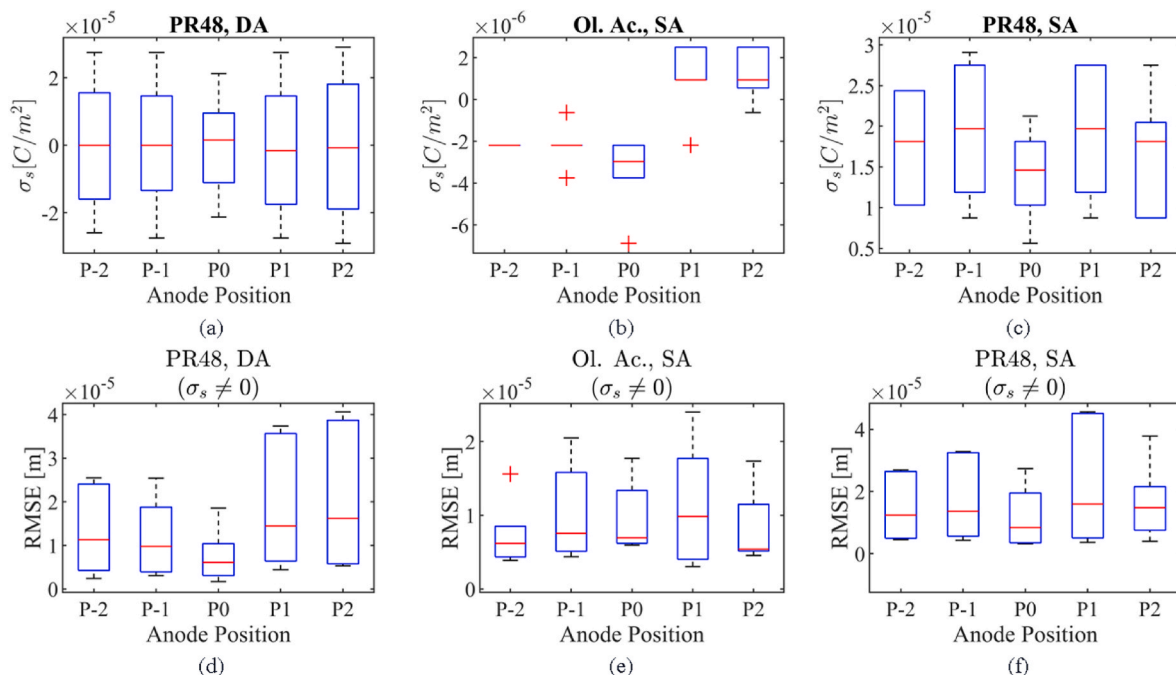 PR48, DA
×10⁻⁵
σₛ[C/m²]
2
0
-2
P-2 P-1 P0 P1 P2
Anode Position
(a)
Ol. Ac., SA
×10⁻⁶
σₛ[C/m²]
2
0
-2
-4
-6
P-2 P-1 P0 P1 P2
Anode Position
(b)
PR48, SA
×10⁻⁵
σₛ[C/m²]
3
2.5
2
1.5
1
0.5
P-2 P-1 P0 P1 P2
Anode Position
(c)
PR48, DA
(σₛ ≠ 0)
×10⁻⁵
RMSE [m]
4
3
2
1
0
P-2 P-1 P0 P1 P2
Anode Position
(d)
Ol. Ac., SA
(σₛ ≠ 0)
×10⁻⁵
RMSE [m]
2
1
0
P-2 P-1 P0 P1 P2
Anode Position
(e)
PR48, SA
(σₛ ≠ 0)
×10⁻⁵
RMSE [m]
4
2
0
P-2 P-1 P0 P1 P2
Anode Position
(f)